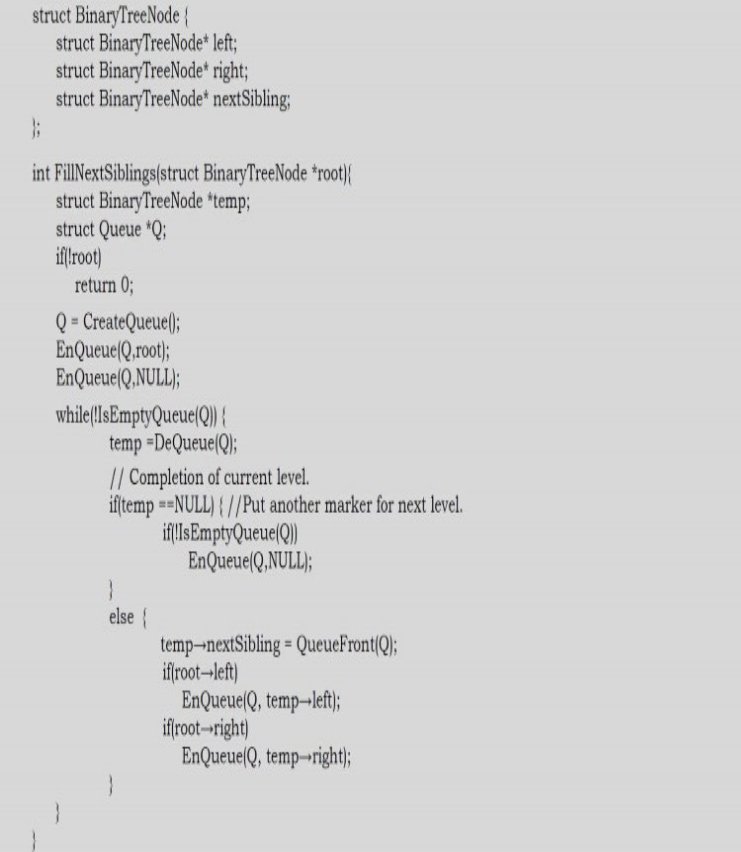 struct BinaryTreeNode {
struct BinaryTreeNode* left;
struct BinaryTreeNode* right;
struct BinaryTreeNode* nextSibling;
};
int FillNextSiblings(struct BinaryTreeNode *root){
struct BinaryTreeNode *temp;
struct Queue *Q;
if(!root)
return 0;
Q = CreateQueue();
EnQueue(Q,root);
EnQueue(Q,NULL);
while(!IsEmptyQueue(Q)) {
temp =DeQueue(Q);
// Completion of current level.
if(temp ==NULL) { //Put another marker for next level.
if(!IsEmptyQueue(Q))
EnQueue(Q,NULL);
}
else {
temp→nextSibling = QueueFront(Q);
if(root→left)
EnQueue(Q, temp→left);
if(root→right)
EnQueue(Q, temp→right);
}
}
}